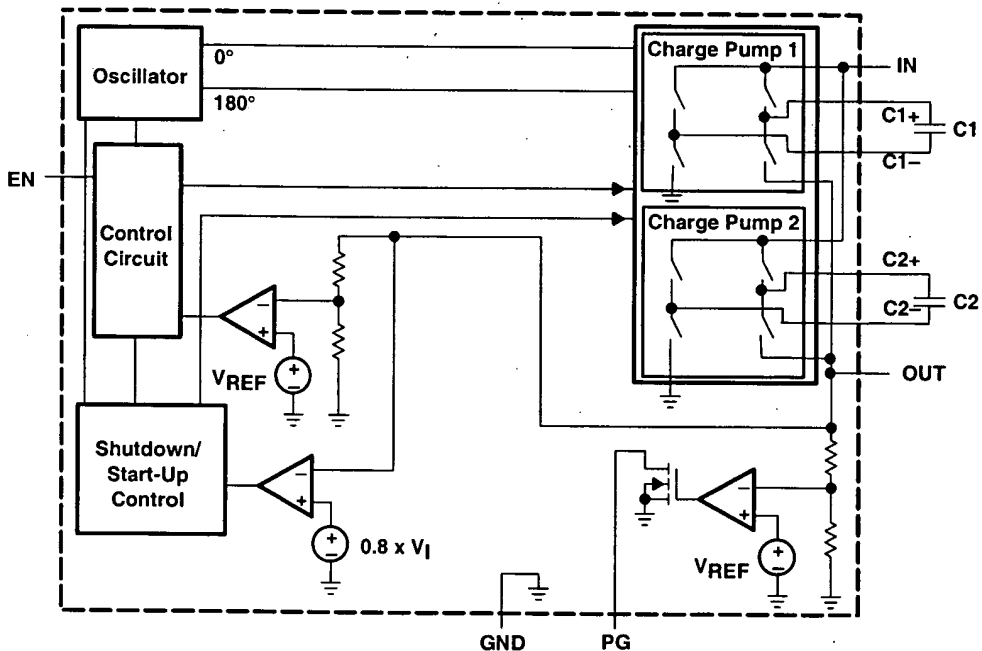 Oscillator
0°
180°
Charge Pump 1
IN
C1+
C1
C1–
EN
Control
Circuit
Charge Pump 2
C2+
C2
C2–
–
+
VREF
+
–
OUT
Shutdown/
Start-Up
Control
–
+
+
–
0.8 x VI
–
+
VREF
+
–
GND
PG